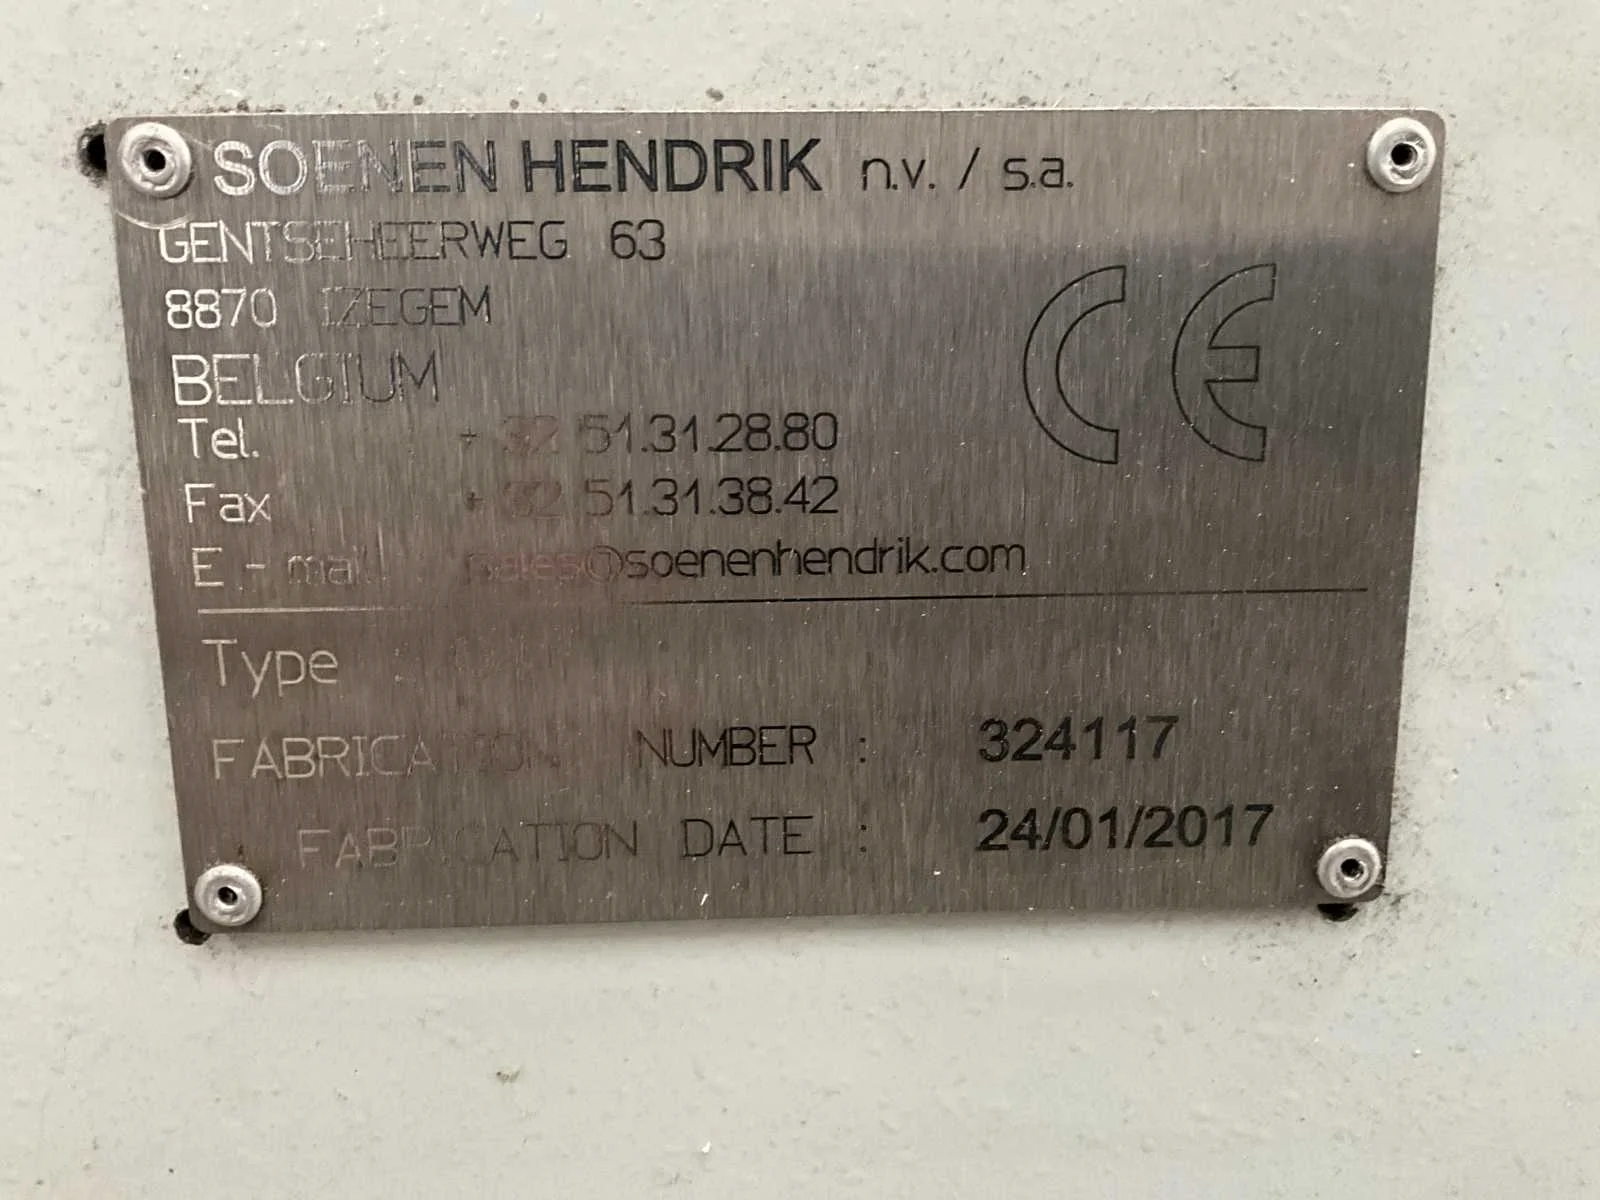 SOENEN HENDRIK n.v. / s.a.
GENTSEHEERWEG 63
8870 IZEGEM
BELGIUM
CE
Tel. + 32 51.31.28.80
Fax + 32 51.31.38.42
E - mail sales@soenenhendrik.com
Type
FABRICATION NUMBER : 324117
FABRICATION DATE : 24/01/2017